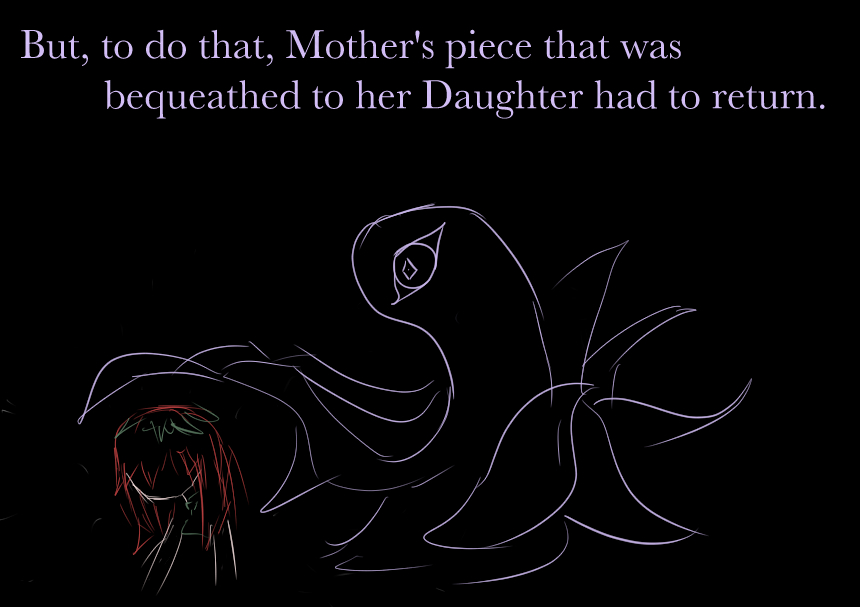 But, to do that, Mother's piece that was
bequeathed to her Daughter had to return.